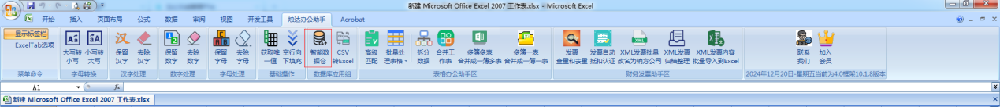 新建 Microsoft Office Excel 2007 工作表.xlsx - Microsoft Excel
开始 插入 页面布局 公式 数据 审阅 视图 开发工具 旭达办公助手 Acrobat
显示标签栏
ExcelTab选项
大写转小写
小写转大写
保留汉字
去除汉字
保留数字
去除数字
保留字母
去除字母
获取唯一值
空行向下填充
智能数据仓
CSV转Excel
高级匹配
批量处理表格
拆分数据
合并工作表
多簿多表合并成一簿多表
多簿一表合并成一簿一表
发票查重和去重
发票自动抵扣认证
XML发票批量改名为销方公司
XML发票归档整理
XML发票内容批量导入到Excel
联系我们
加入会员
菜单命令 字母转换 汉字处理 数字处理 字母处理 基础操作 数据库应用组 表格办公助手区 财务发票助手区 2024年12月20日-星期五当前为4.0框架10.1.8版本
A1 fx
新建 Microsoft Office Excel 2007 工作表.xlsx